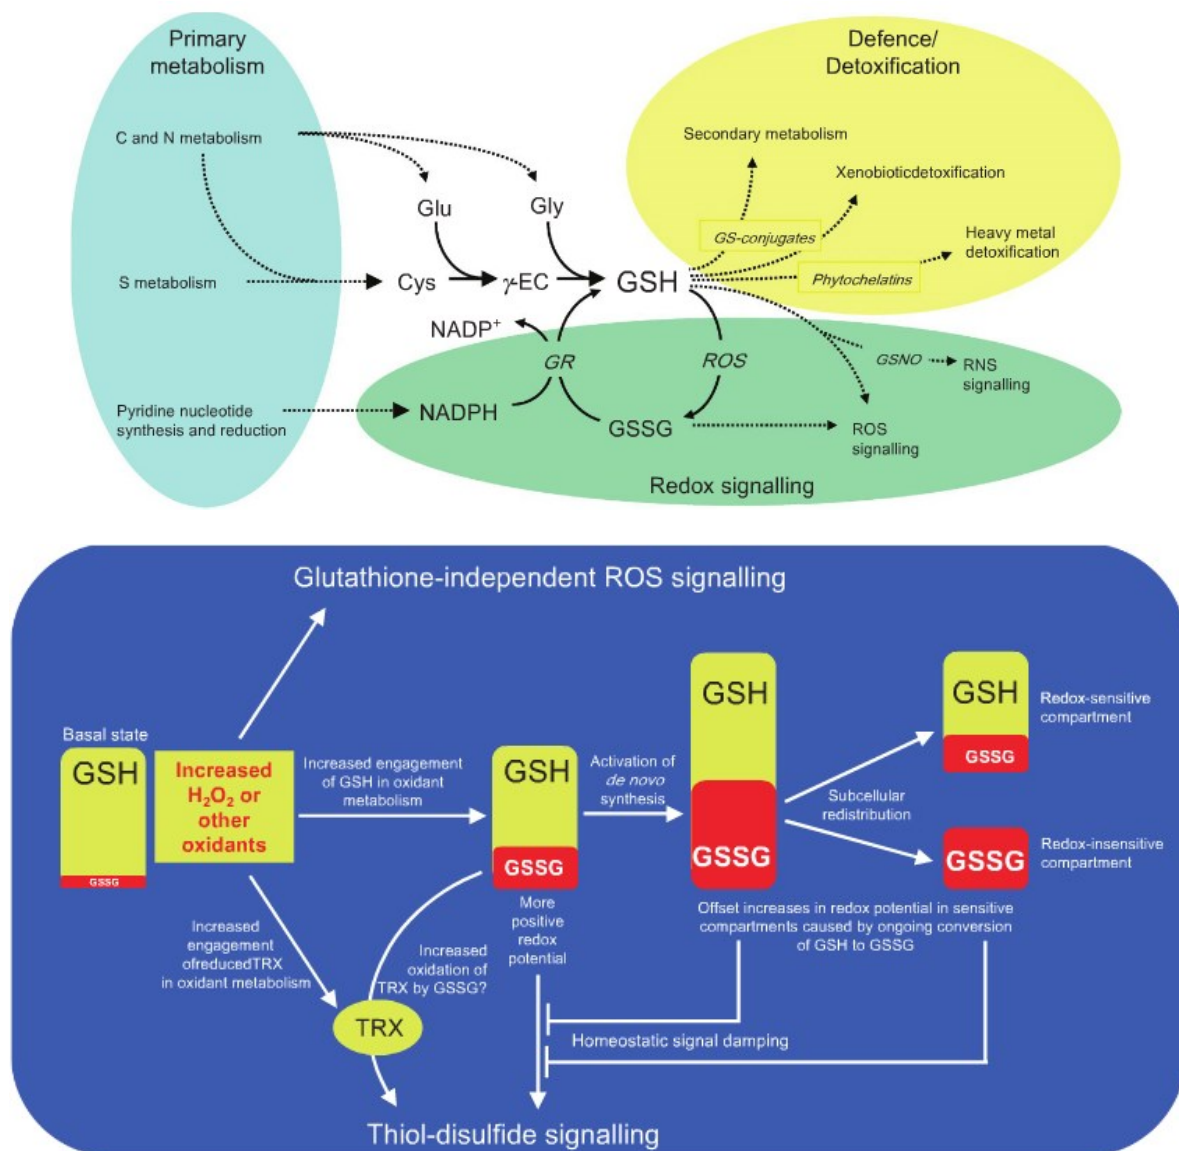 Primary
metabolism
Defence/
Detoxification
C and N metabolism
Secondary metabolism
Xenobioticdetoxification
Glu
Gly
GS-conjugates
Heavy metal
detoxification
S metabolism
Cys
γ-EC
GSH
Phytochelatins
NADP+
GR
ROS
GSNO
RNS
signalling
Pyridine nucleotide
synthesis and reduction
NADPH
GSSG
ROS
signalling
Redox signalling
Glutathione-independent ROS signalling
Basal state
GSH
GSSG
Increased
H2O2 or
other
oxidants
Increased engagement
of GSH in oxidant
metabolism
GSH
GSSG
More
positive
redox
potential
Activation of
de novo
synthesis
GSH
GSSG
Subcellular
redistribution
GSH
GSSG
Redox-sensitive
compartment
GSSG
Redox-insensitive
compartment
Increased
engagement
ofreducedTRX
in oxidant metabolism
Increased
oxidation of
TRX by GSSG?
Offset increases in redox potential in sensitive
compartments caused by ongoing conversion
of GSH to GSSG
TRX
Homeostatic signal damping
Thiol-disulfide signalling